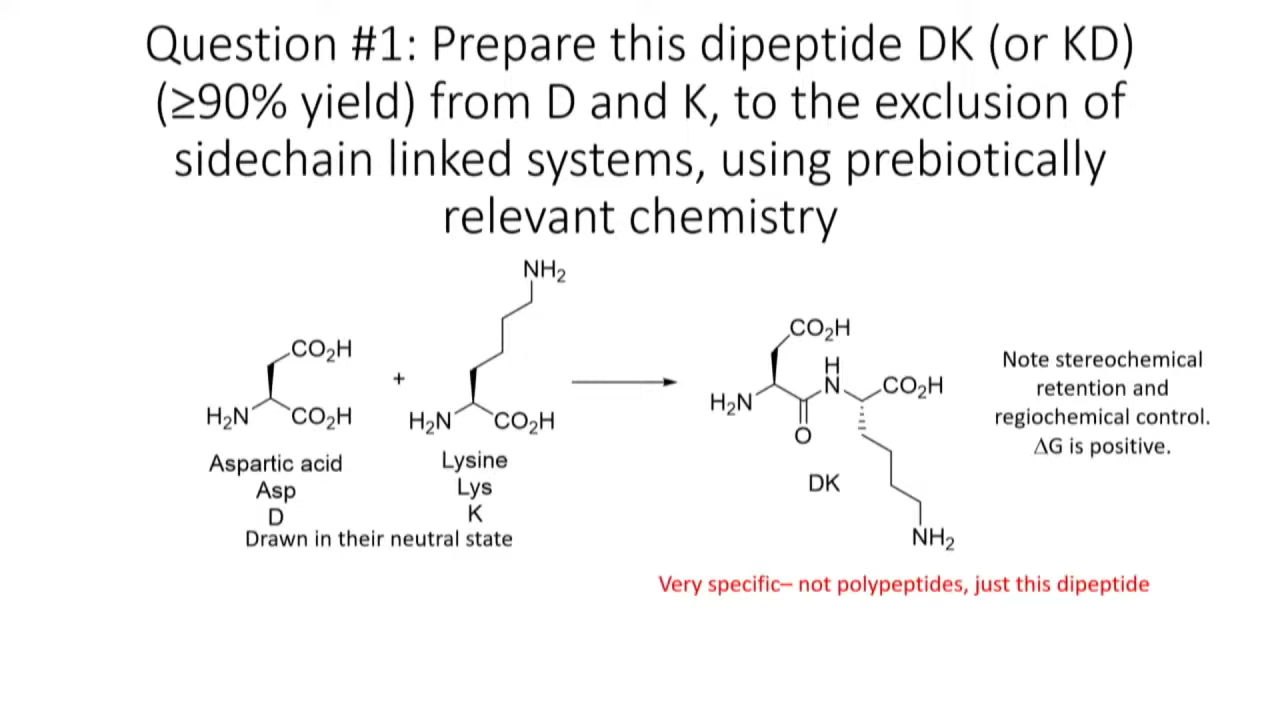 Question #1: Prepare this dipeptide DK (or KD)
(≥90% yield) from D and K, to the exclusion of
sidechain linked systems, using prebiotically
relevant chemistry
NH₂
CO₂H
+
H₂N
CO₂H
H₂N
CO₂H
Aspartic acid
Asp
D
Lysine
Lys
K
Drawn in their neutral state
CO₂H
H
N
CO₂H
H₂N
O
DK
NH₂
Note stereochemical
retention and
regiochemical control.
ΔG is positive.
Very specific– not polypeptides, just this dipeptide